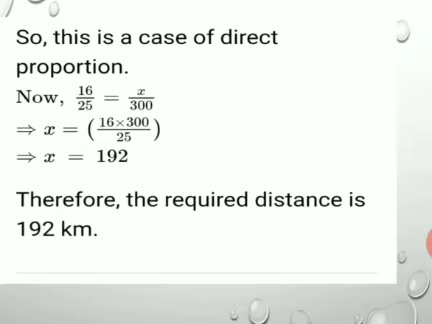 So, this is a case of direct
proportion.
Now, 16/25 = x/300
⇒ x = (16×300/25)
⇒ x = 192
Therefore, the required distance is
192 km.